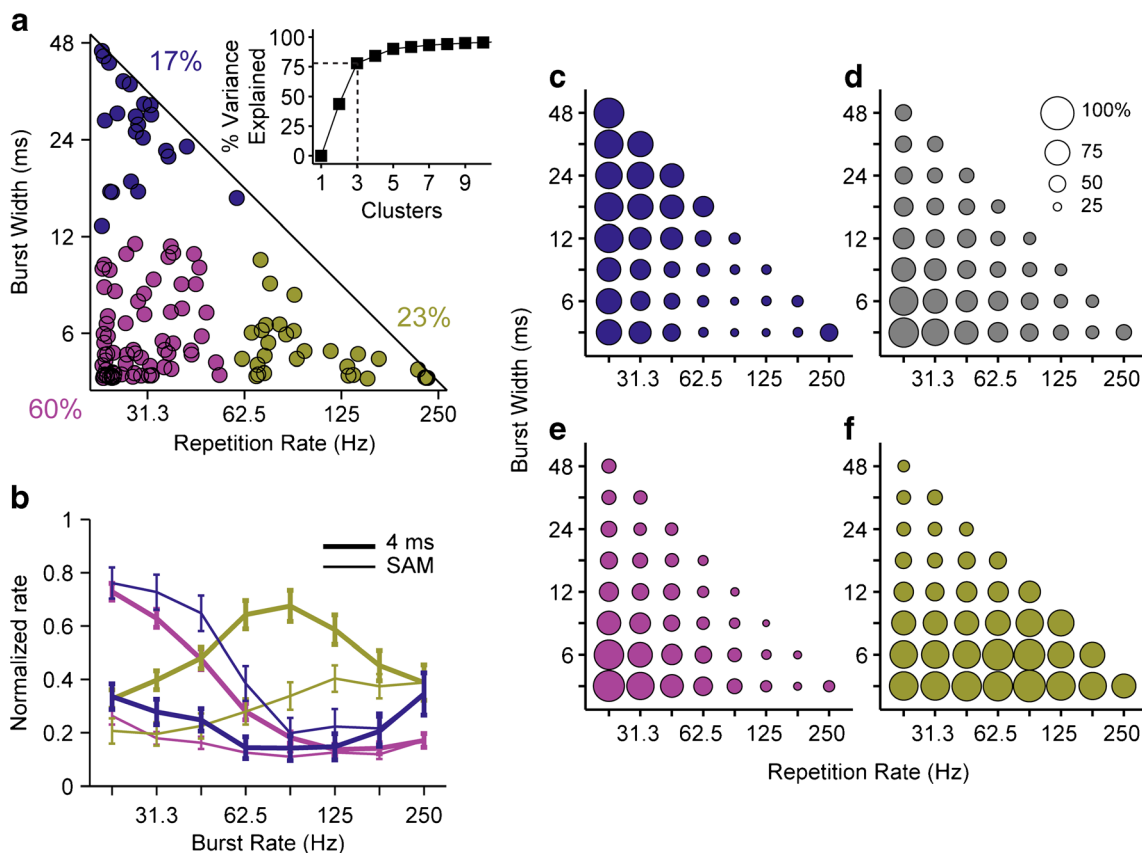 a
48
24
12
6
Burst Width (ms)
17%
23%
60%
31.3 62.5 125 250
Repetition Rate (Hz)
100
75
50
25
0
% Variance
Explained
1 3 5 7 9
Clusters
b
1
0.8
0.6
0.4
0.2
0
Normalized rate
4 ms
SAM
31.3 62.5 125 250
Burst Rate (Hz)
c
48
24
12
6
31.3 62.5 125 250
d
100%
75
50
25
31.3 62.5 125 250
Burst Width (ms)
e
48
24
12
6
31.3 62.5 125 250
f
48
24
12
6
31.3 62.5 125 250
Repetition Rate (Hz)